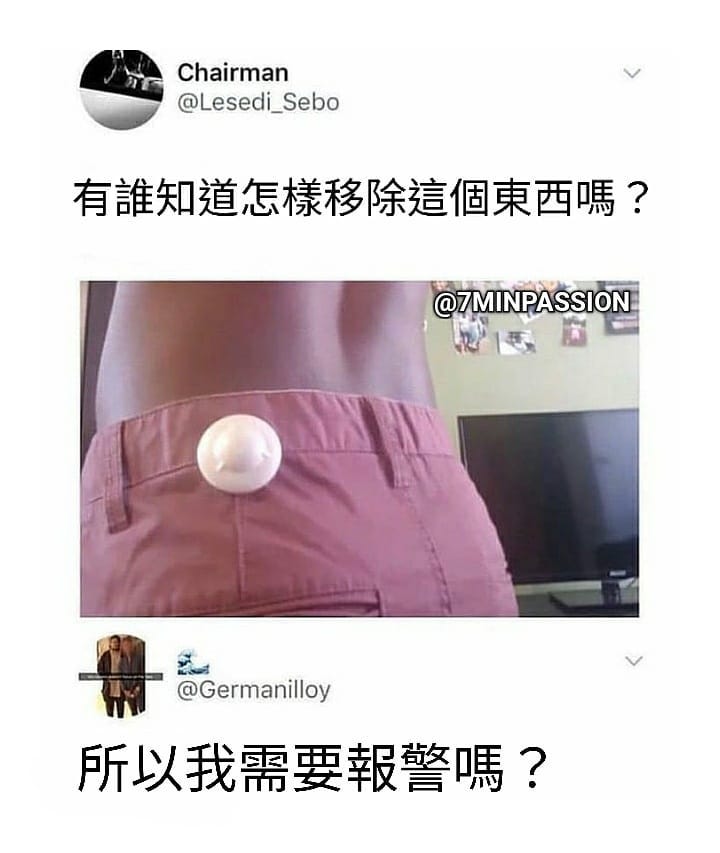 Chairman
@Lesedi_Sebo
有誰知道怎樣移除這個東西嗎？
@7MINPASSION
@Germanilloy
所以我需要報警嗎？